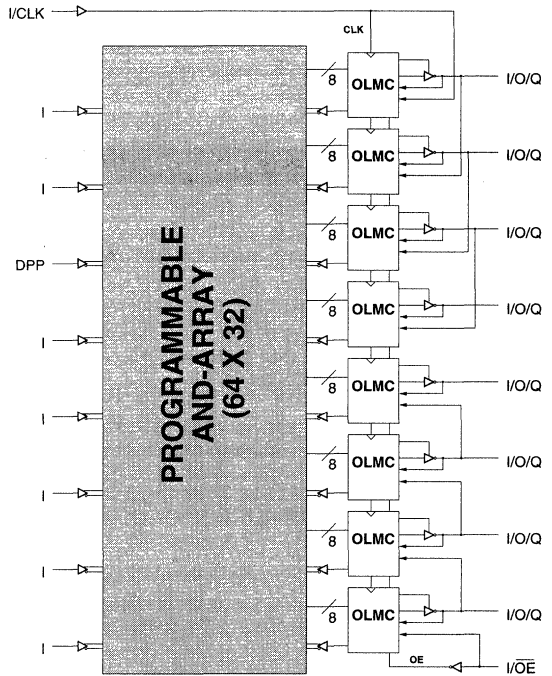 I/CLK
CLK
8 OLMC I/O/Q
I
8 OLMC I/O/Q
I
8 OLMC I/O/Q
DPP
8 OLMC I/O/Q
I
8 OLMC I/O/Q
I
8 OLMC I/O/Q
I
8 OLMC I/O/Q
I
8 OLMC I/O/Q
I
OE I/OE
PROGRAMMABLE
AND-ARRAY
(64 X 32)